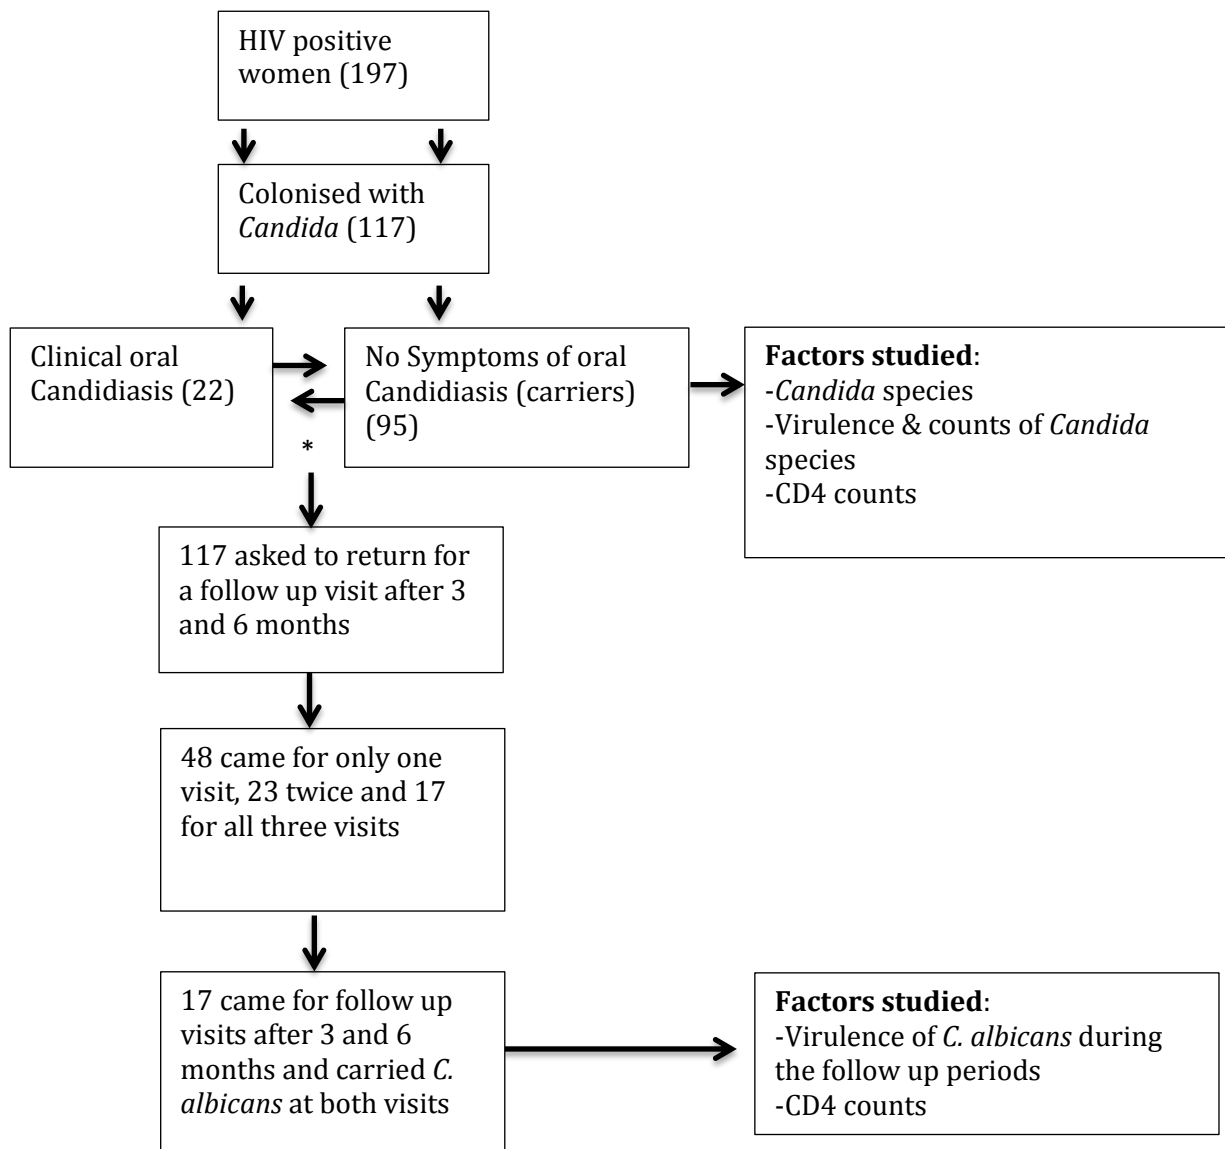 HIV positive
women (197)
Colonised with
Candida (117)
Clinical oral
Candidiasis (22)
No Symptoms of oral
Candidiasis (carriers)
(95)
Factors studied:
-Candida species
-Virulence & counts of Candida
species
-CD4 counts
*
117 asked to return for
a follow up visit after 3
and 6 months
48 came for only one
visit, 23 twice and 17
for all three visits
17 came for follow up
visits after 3 and 6
months and carried C.
albicans at both visits
Factors studied:
-Virulence of C. albicans during
the follow up periods
-CD4 counts